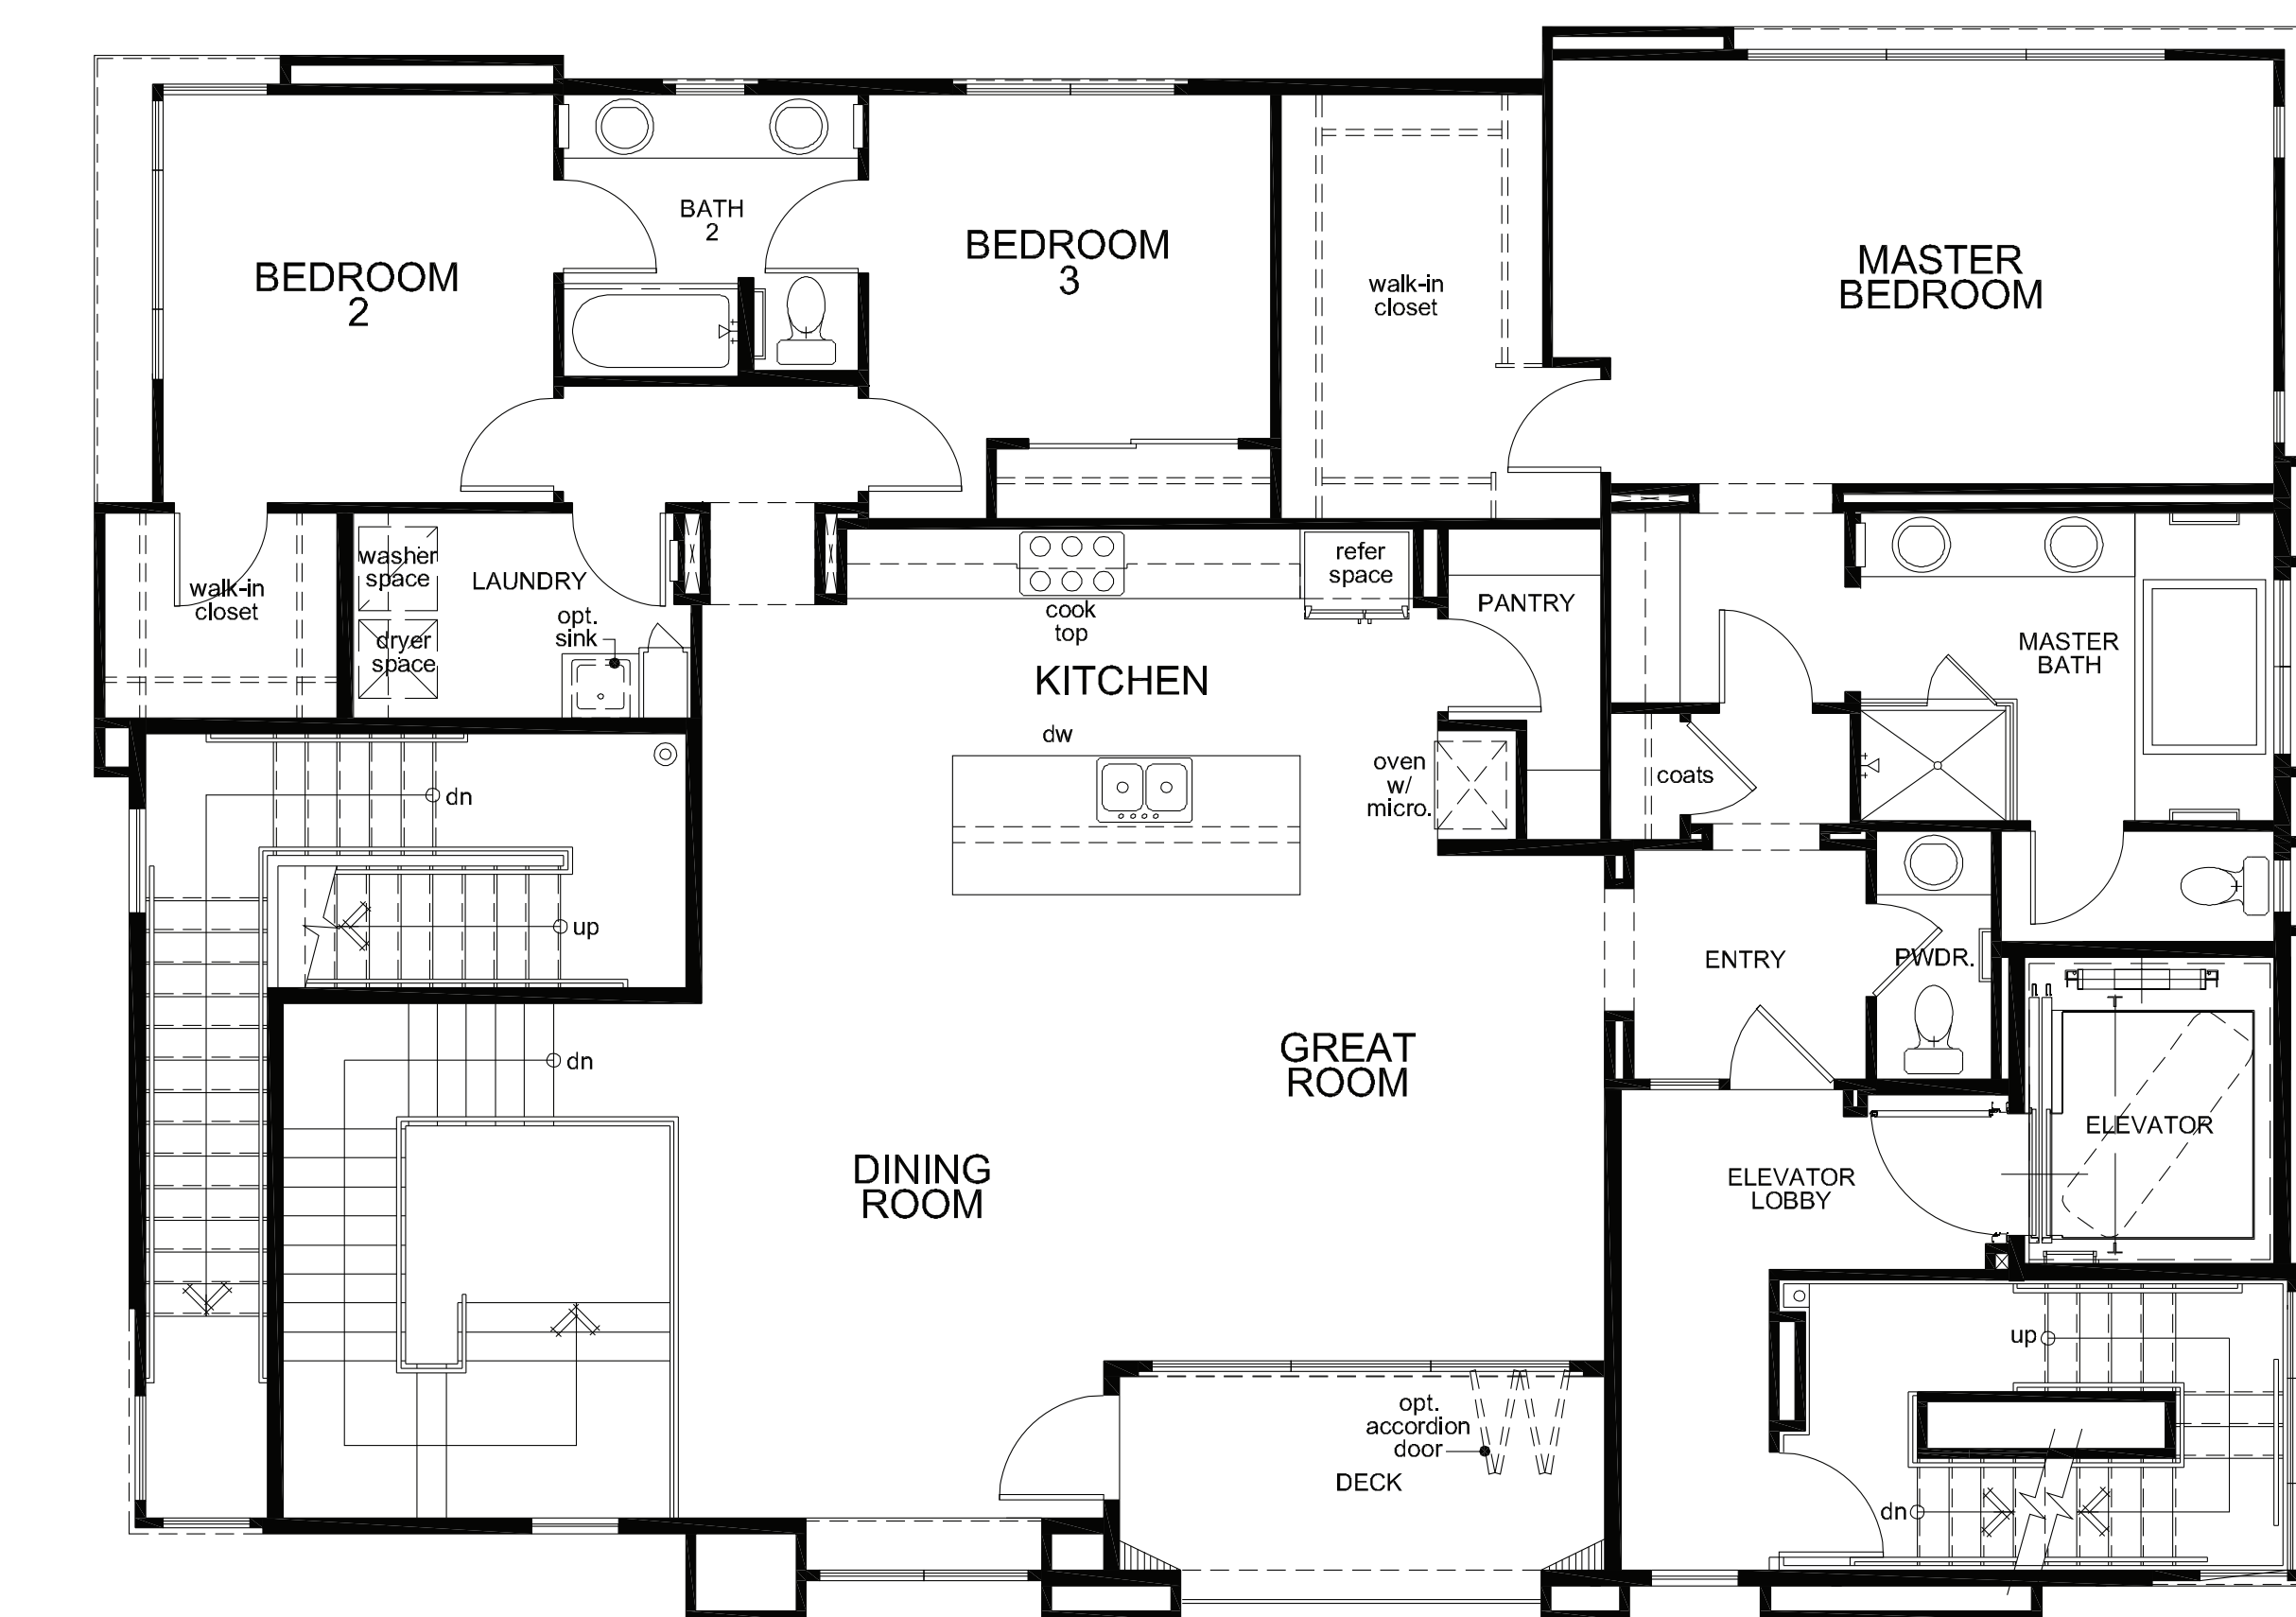 BEDROOM
2
BATH
2
BEDROOM
3
walk-in
closet
MASTER
BEDROOM
walk-in
closet
washer
space
dryer
space
LAUNDRY
opt.
sink
cook
top
refer
space
PANTRY
KITCHEN
dw
oven
w/
micro.
coats
MASTER
BATH
dn
up
dn
ENTRY
PWDR.
GREAT
ROOM
DINING
ROOM
ELEVATOR
ELEVATOR
LOBBY
opt.
accordion
door
DECK
up
dn